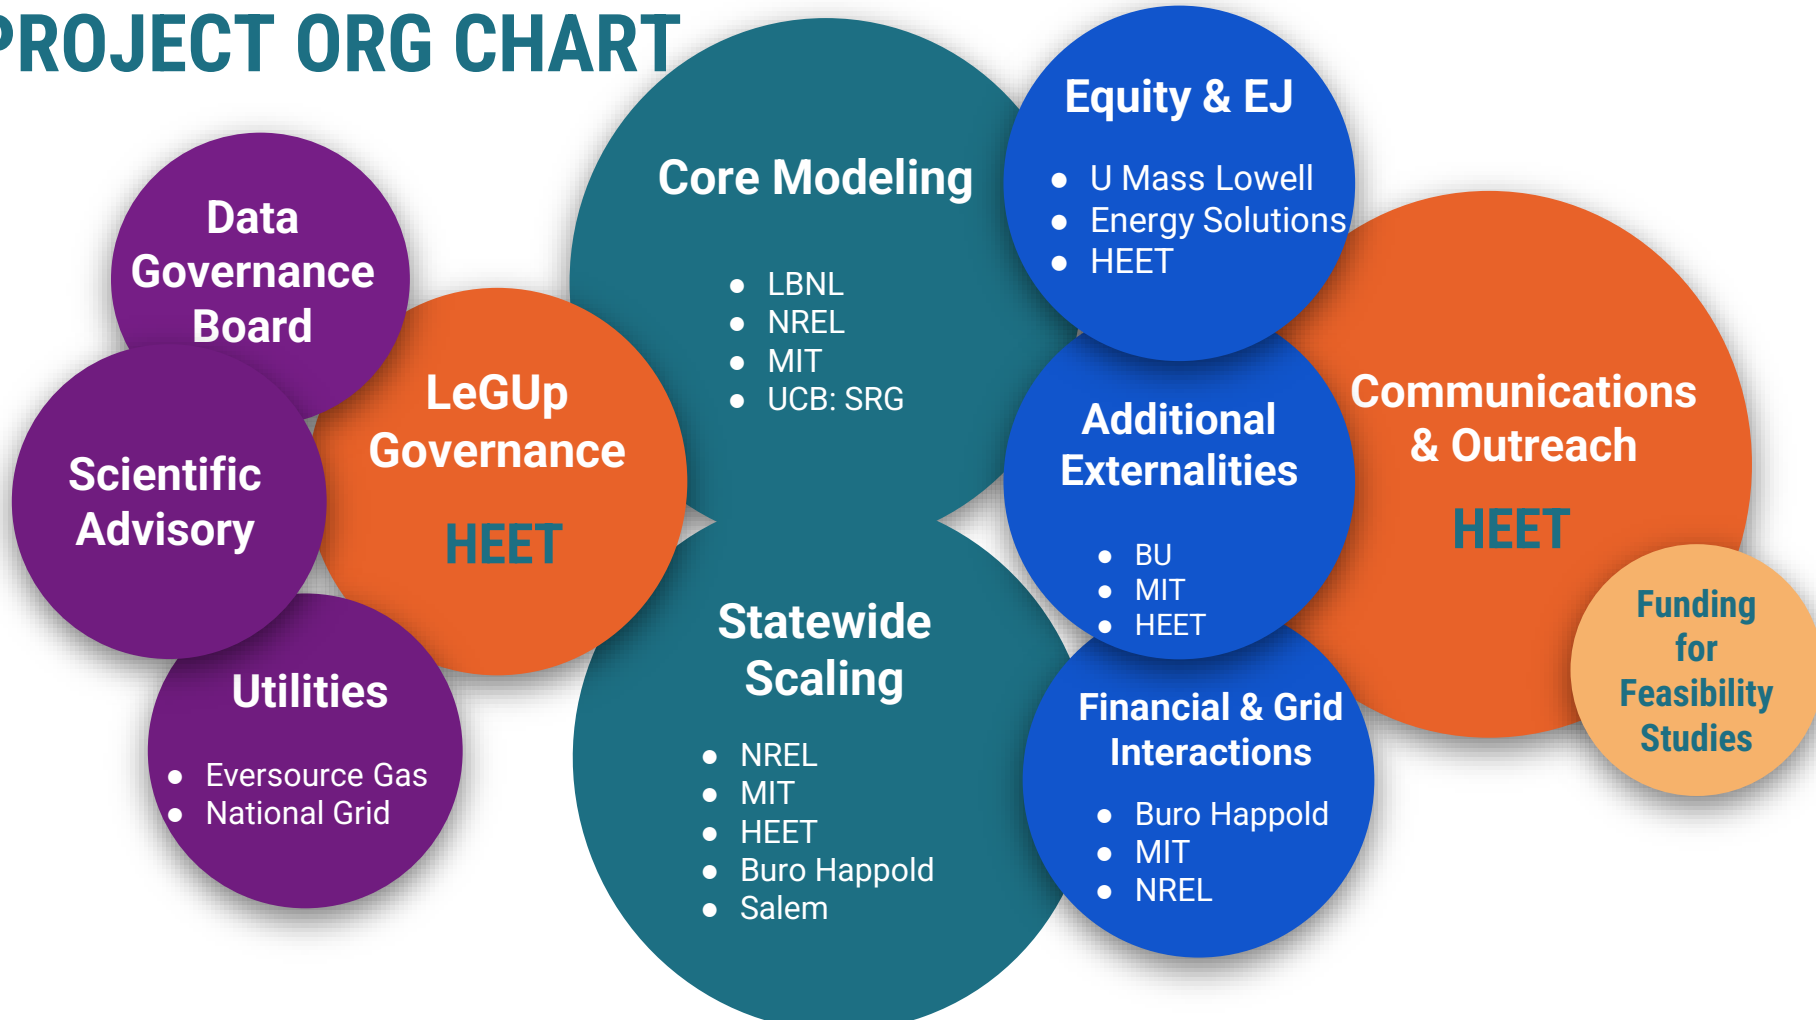 PROJECT ORG CHART
Data
Governance
Board
Scientific
Advisory
Utilities
● Eversource Gas
● National Grid
LeGUp
Governance
HEET
Core Modeling
● LBNL
● NREL
● MIT
● UCB: SRG
Statewide
Scaling
● NREL
● MIT
● HEET
● Buro Happold
● Salem
Equity & EJ
● U Mass Lowell
● Energy Solutions
● HEET
Additional
Externalities
● BU
● MIT
● HEET
Financial & Grid
Interactions
● Buro Happold
● MIT
● NREL
Communications
& Outreach
HEET
Funding
for
Feasibility
Studies